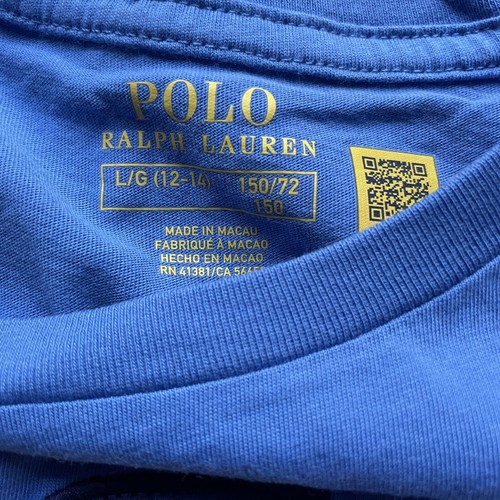 POLO
RALPH LAUREN
L/G (12-14) 150/72
150
MADE IN MACAU
FABRIQUÉ À MACAO
HECHO EN MACAO
RN 41381/CA